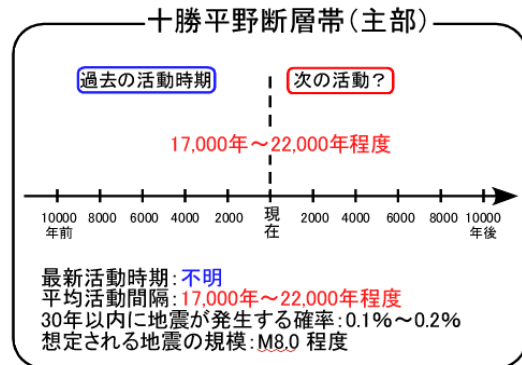 十勝平野断層帯(主部)
過去の活動時期
次の活動？
17,000年～22,000年程度
10000 8000 6000 4000 2000 現在 2000 4000 6000 8000 10000
年前 年後
最新活動時期:不明
平均活動間隔:17,000年～22,000年程度
30年以内に地震が発生する確率:0.1%～0.2%
想定される地震の規模:M8.0 程度